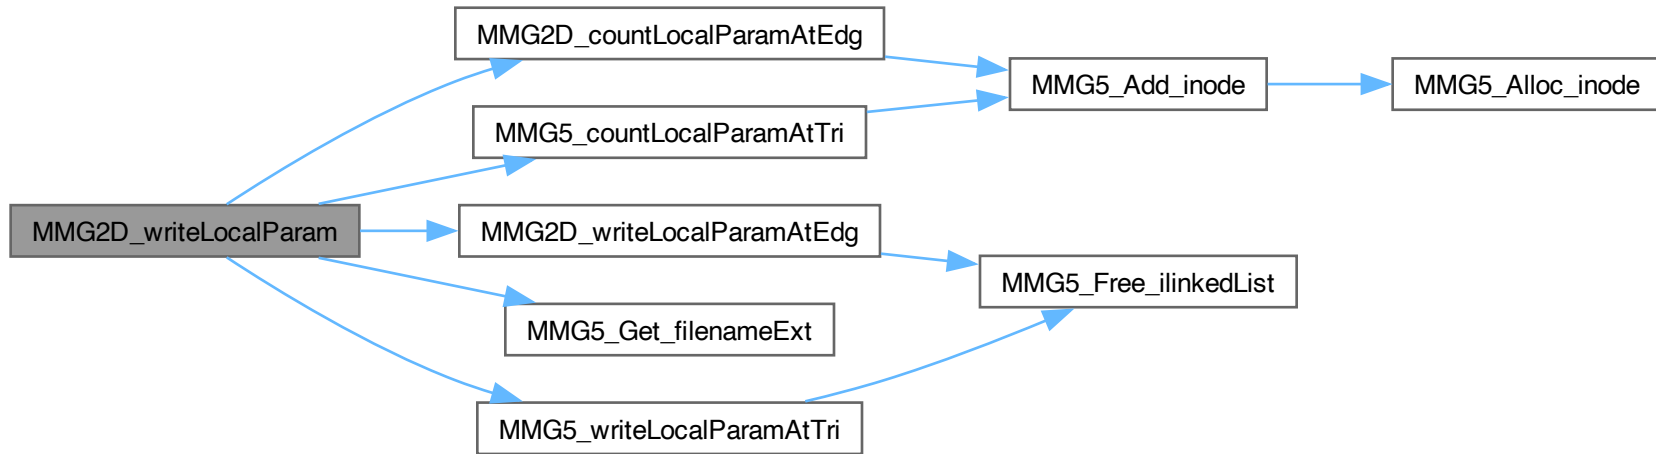 MMG2D_countLocalParamAtEdg
MMG5_Add_inode
MMG5_Alloc_inode
MMG5_countLocalParamAtTri
MMG2D_writeLocalParam
MMG2D_writeLocalParamAtEdg
MMG5_Free_ilinkedList
MMG5_Get_filenameExt
MMG5_writeLocalParamAtTri